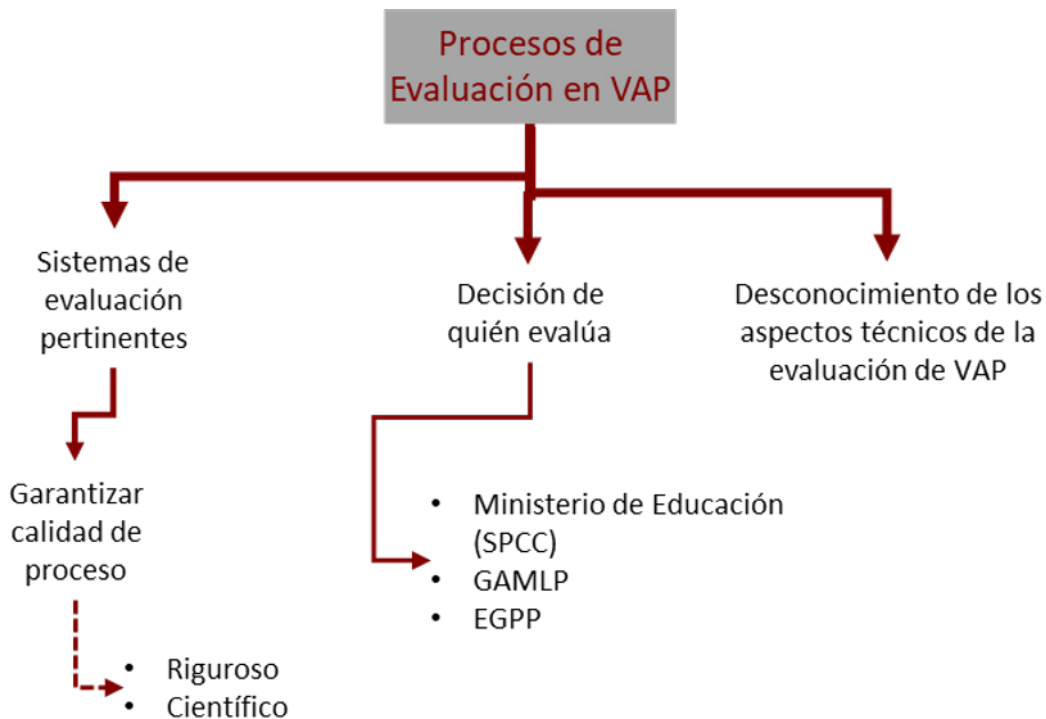 Procesos de
Evaluación en VAP
Sistemas de
evaluación
pertinentes
Decisión de
quién evalúa
Desconocimiento de los
aspectos técnicos de la
evaluación de VAP
Garantizar
calidad de
proceso
• Ministerio de Educación
(SPCC)
• GAMLP
• EGPP
• Riguroso
• Científico